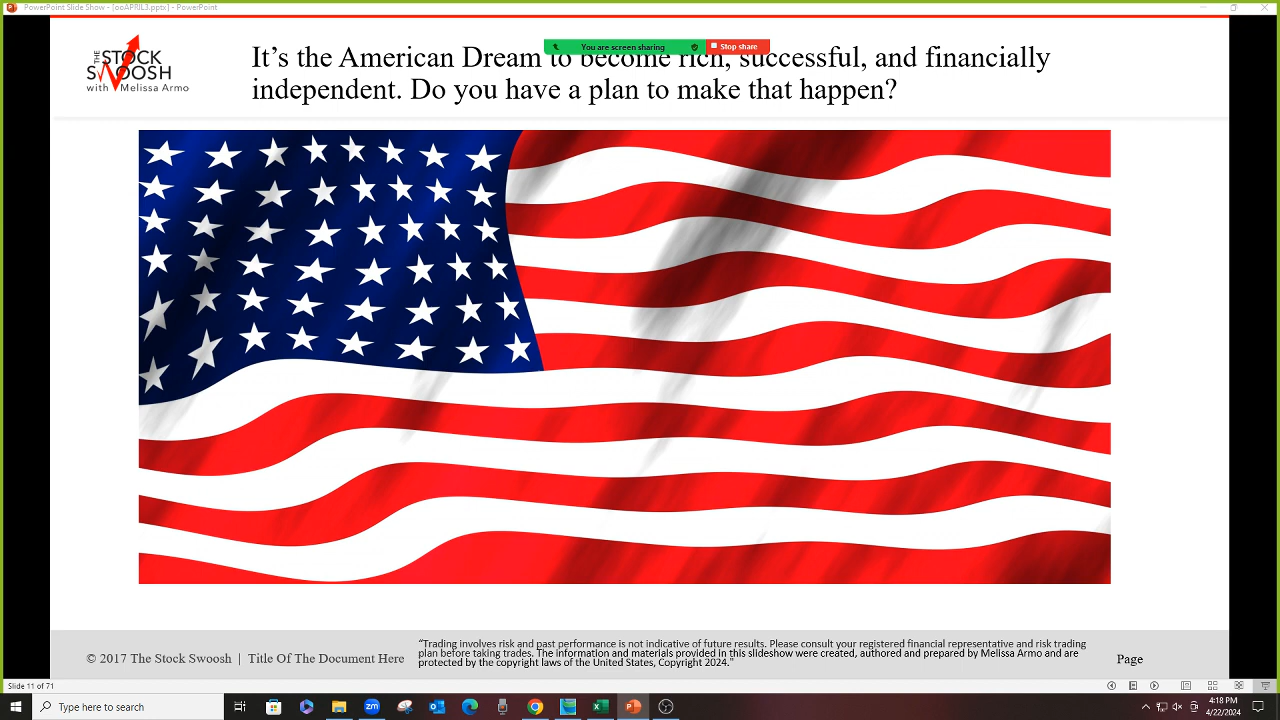 PowerPoint Slide Show - [ooAPRIL3.pptx] - PowerPoint
You are screen sharing
Stop share
THE
STOCK
SWOOSH
with Melissa Armo
It's the American Dream to become rich, successful, and financially
independent. Do you have a plan to make that happen?
"Trading involves risk and past performance is not indicative of future results. Please consult your registered financial representative and risk trading
plan before taking trades. The information and materials provided in this slideshow were created, authored and prepared by Melissa Armo and are
protected by the copyright laws of the United States, Copyright 2024."
© 2017 The Stock Swoosh | Title Of The Document Here
Page
Slide 11 of 71
Type here to search
4:18 PM
4/22/2024